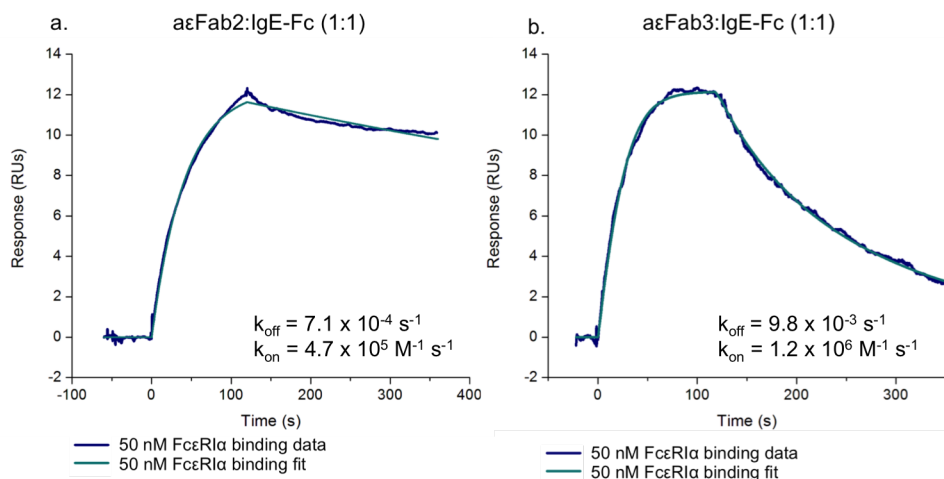 a.
aεFab2:IgE-Fc (1:1)
14
12
10
8
6
4
2
0
-2
Response (RUs)
-100
0
100
200
300
400
Time (s)
k_off = 7.1 x 10⁻⁴ s⁻¹
k_on = 4.7 x 10⁵ M⁻¹ s⁻¹
50 nM FcεRIα binding data
50 nM FcεRIα binding fit
b.
aεFab3:IgE-Fc (1:1)
14
12
10
8
6
4
2
0
-2
Response (RUs)
0
100
200
300
Time (s)
k_off = 9.8 x 10⁻³ s⁻¹
k_on = 1.2 x 10⁶ M⁻¹ s⁻¹
50 nM FcεRIα binding data
50 nM FcεRIα binding fit